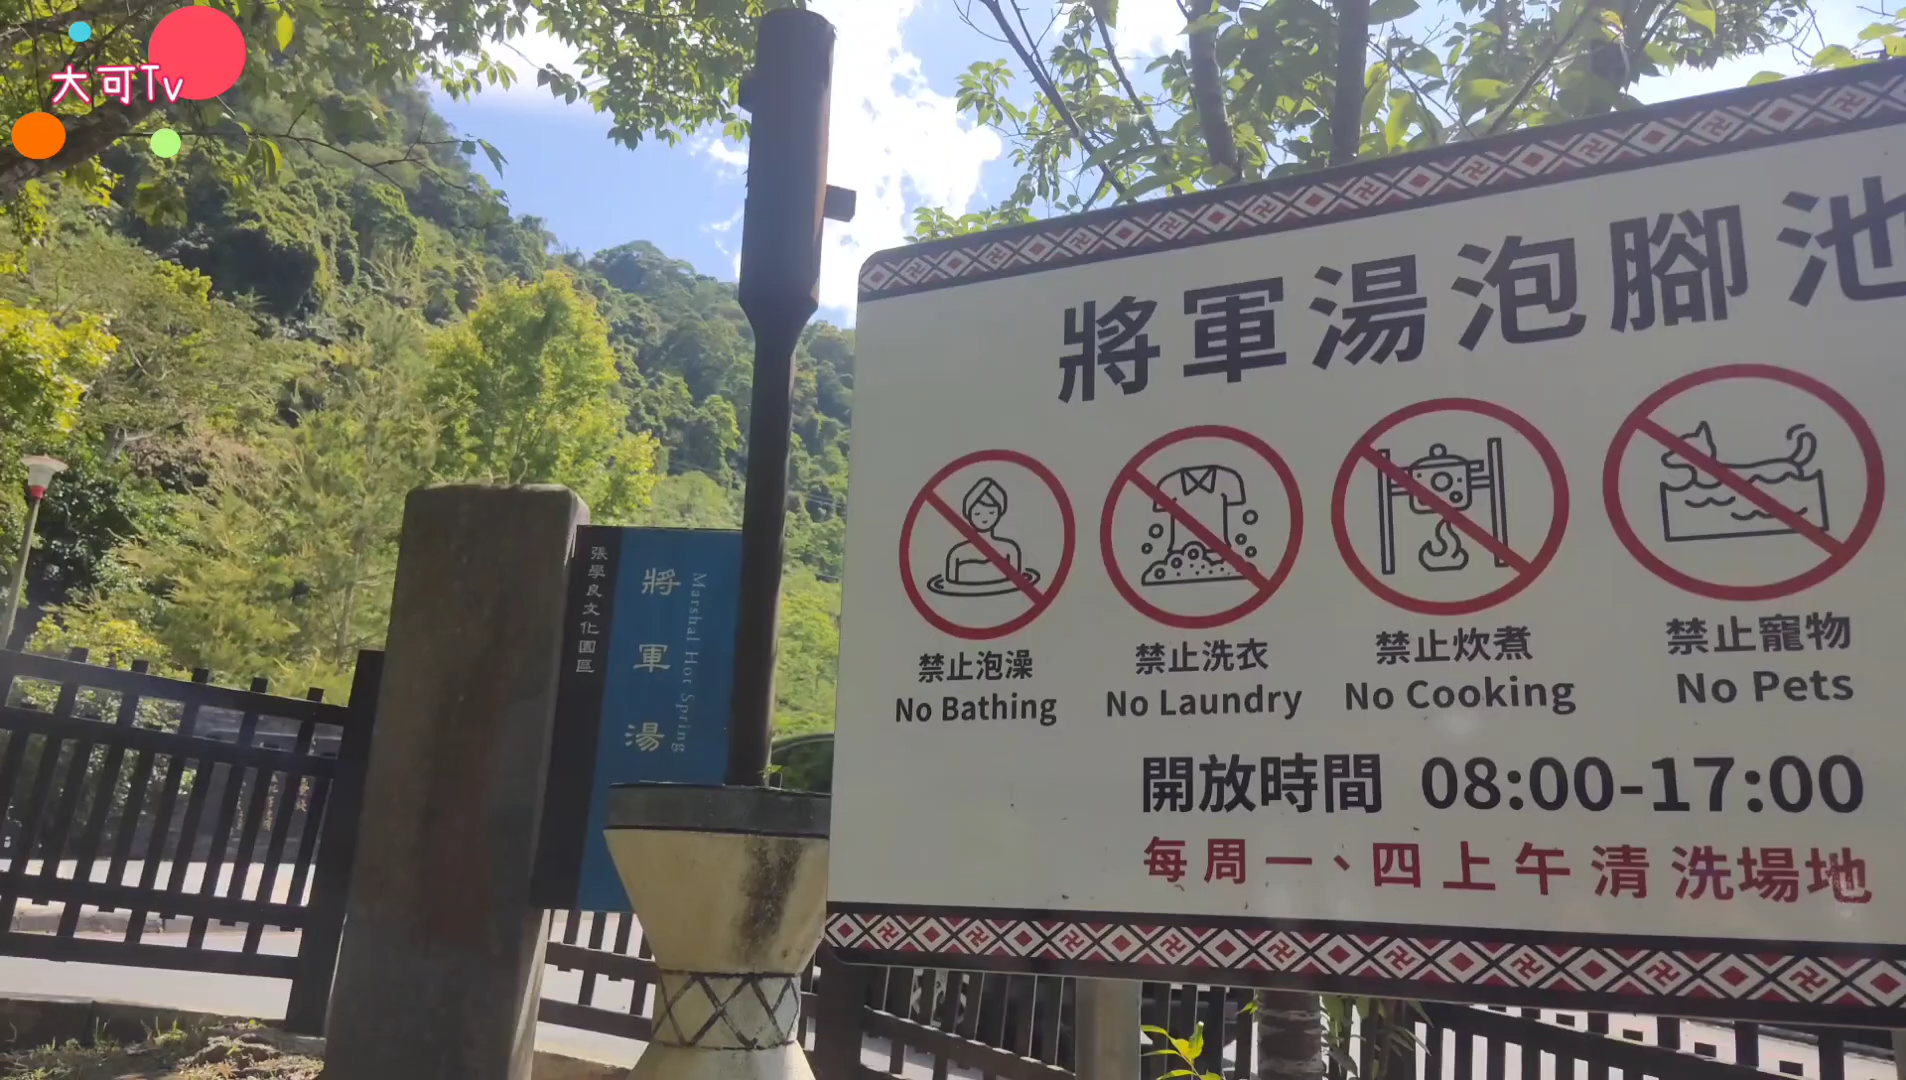 大可Tv
張學良文化園區
將軍湯
Marshal Hot Spring
將軍湯泡腳池
禁止泡澡
No Bathing
禁止洗衣
No Laundry
禁止炊煮
No Cooking
禁止寵物
No Pets
開放時間 08:00-17:00
每周一、四上午清洗場地